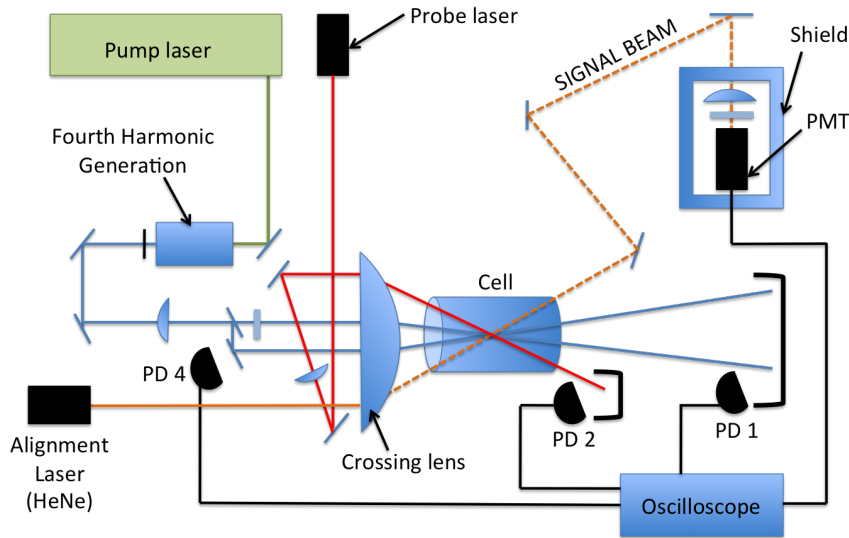 Pump laser
Probe laser
SIGNAL BEAM
Shield
PMT
Fourth Harmonic
Generation
Cell
PD 4
PD 2
PD 1
Alignment
Laser
(HeNe)
Crossing lens
Oscilloscope